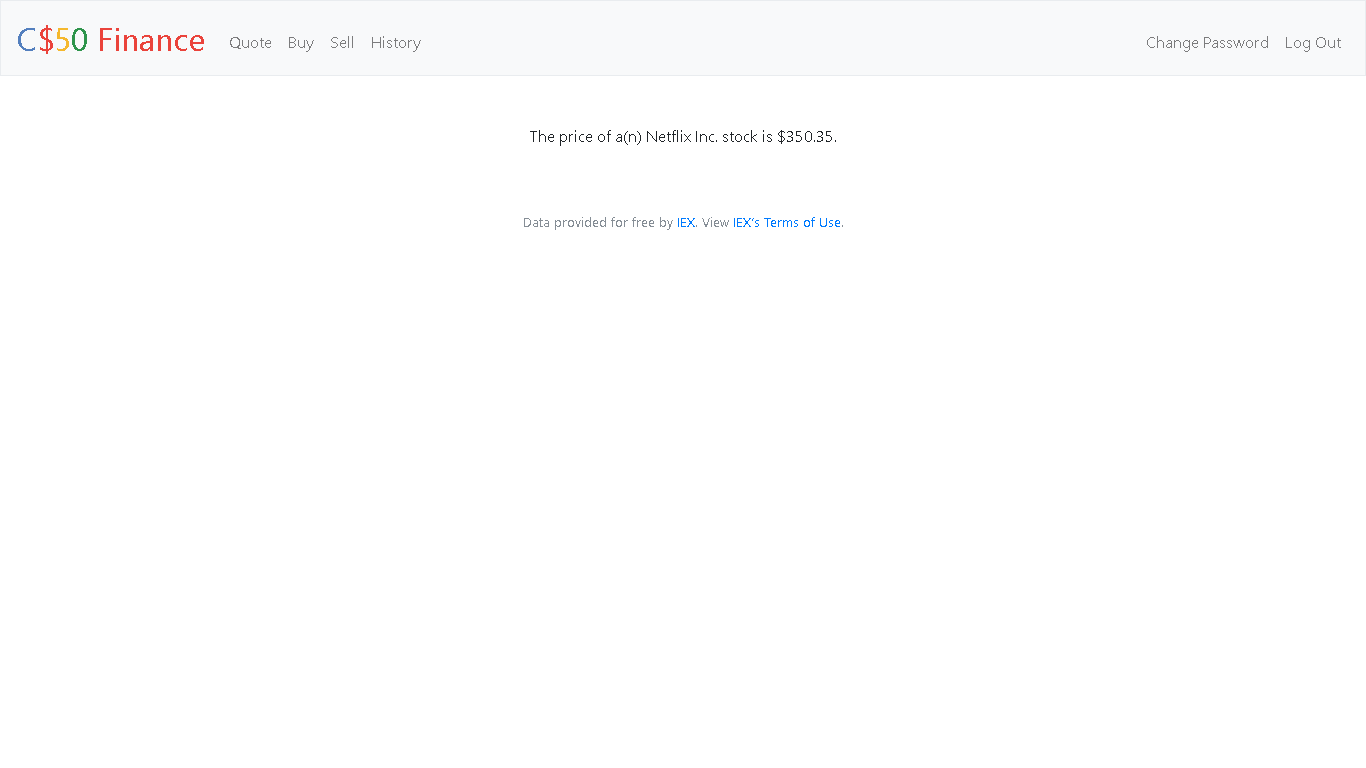 C$50 Finance Quote Buy Sell History Change Password Log Out
The price of a(n) Netflix Inc. stock is $350.35.
Data provided for free by IEX. View IEX's Terms of Use.